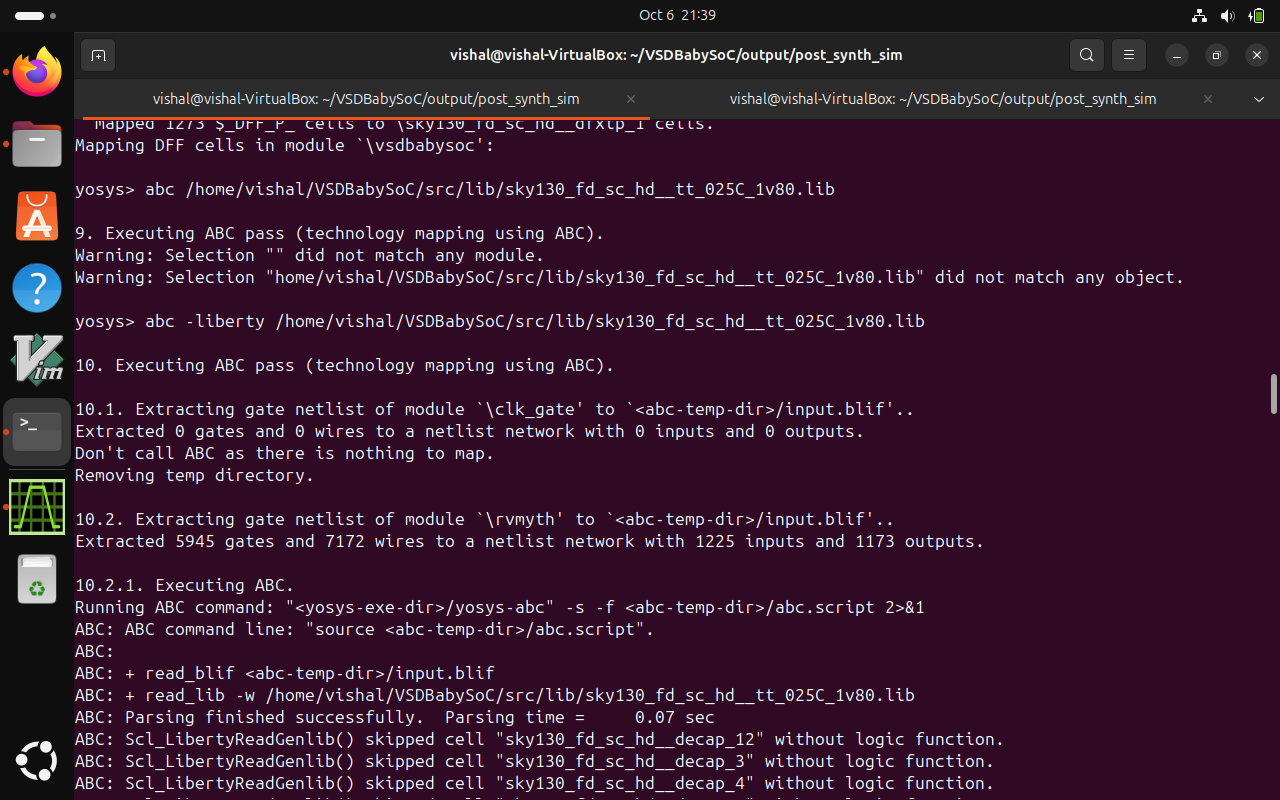 Oct 6 21:39
vishal@vishal-VirtualBox: ~/VSDBabySoC/output/post_synth_sim
vishal@vishal-VirtualBox: ~/VSDBabySoC/output/post_synth_sim
vishal@vishal-VirtualBox: ~/VSDBabySoC/output/post_synth_sim
mapped 1273 $_DFF_P_ cells to \sky130_fd_sc_hd__dfxtp_1 cells.
Mapping DFF cells in module `\vsdbabysoc':
yosys> abc /home/vishal/VSDBabySoC/src/lib/sky130_fd_sc_hd__tt_025C_1v80.lib
9. Executing ABC pass (technology mapping using ABC).
Warning: Selection "" did not match any module.
Warning: Selection "home/vishal/VSDBabySoC/src/lib/sky130_fd_sc_hd__tt_025C_1v80.lib" did not match any object.
yosys> abc -liberty /home/vishal/VSDBabySoC/src/lib/sky130_fd_sc_hd__tt_025C_1v80.lib
10. Executing ABC pass (technology mapping using ABC).
10.1. Extracting gate netlist of module `\clk_gate' to `<abc-temp-dir>/input.blif'..
Extracted 0 gates and 0 wires to a netlist network with 0 inputs and 0 outputs.
Don't call ABC as there is nothing to map.
Removing temp directory.
10.2. Extracting gate netlist of module `\rvmyth' to `<abc-temp-dir>/input.blif'..
Extracted 5945 gates and 7172 wires to a netlist network with 1225 inputs and 1173 outputs.
10.2.1. Executing ABC.
Running ABC command: "<yosys-exe-dir>/yosys-abc" -s -f <abc-temp-dir>/abc.script 2>&1
ABC: ABC command line: "source <abc-temp-dir>/abc.script".
ABC:
ABC: + read_blif <abc-temp-dir>/input.blif
ABC: + read_lib -w /home/vishal/VSDBabySoC/src/lib/sky130_fd_sc_hd__tt_025C_1v80.lib
ABC: Parsing finished successfully.  Parsing time =     0.07 sec
ABC: Scl_LibertyReadGenlib() skipped cell "sky130_fd_sc_hd__decap_12" without logic function.
ABC: Scl_LibertyReadGenlib() skipped cell "sky130_fd_sc_hd__decap_3" without logic function.
ABC: Scl_LibertyReadGenlib() skipped cell "sky130_fd_sc_hd__decap_4" without logic function.